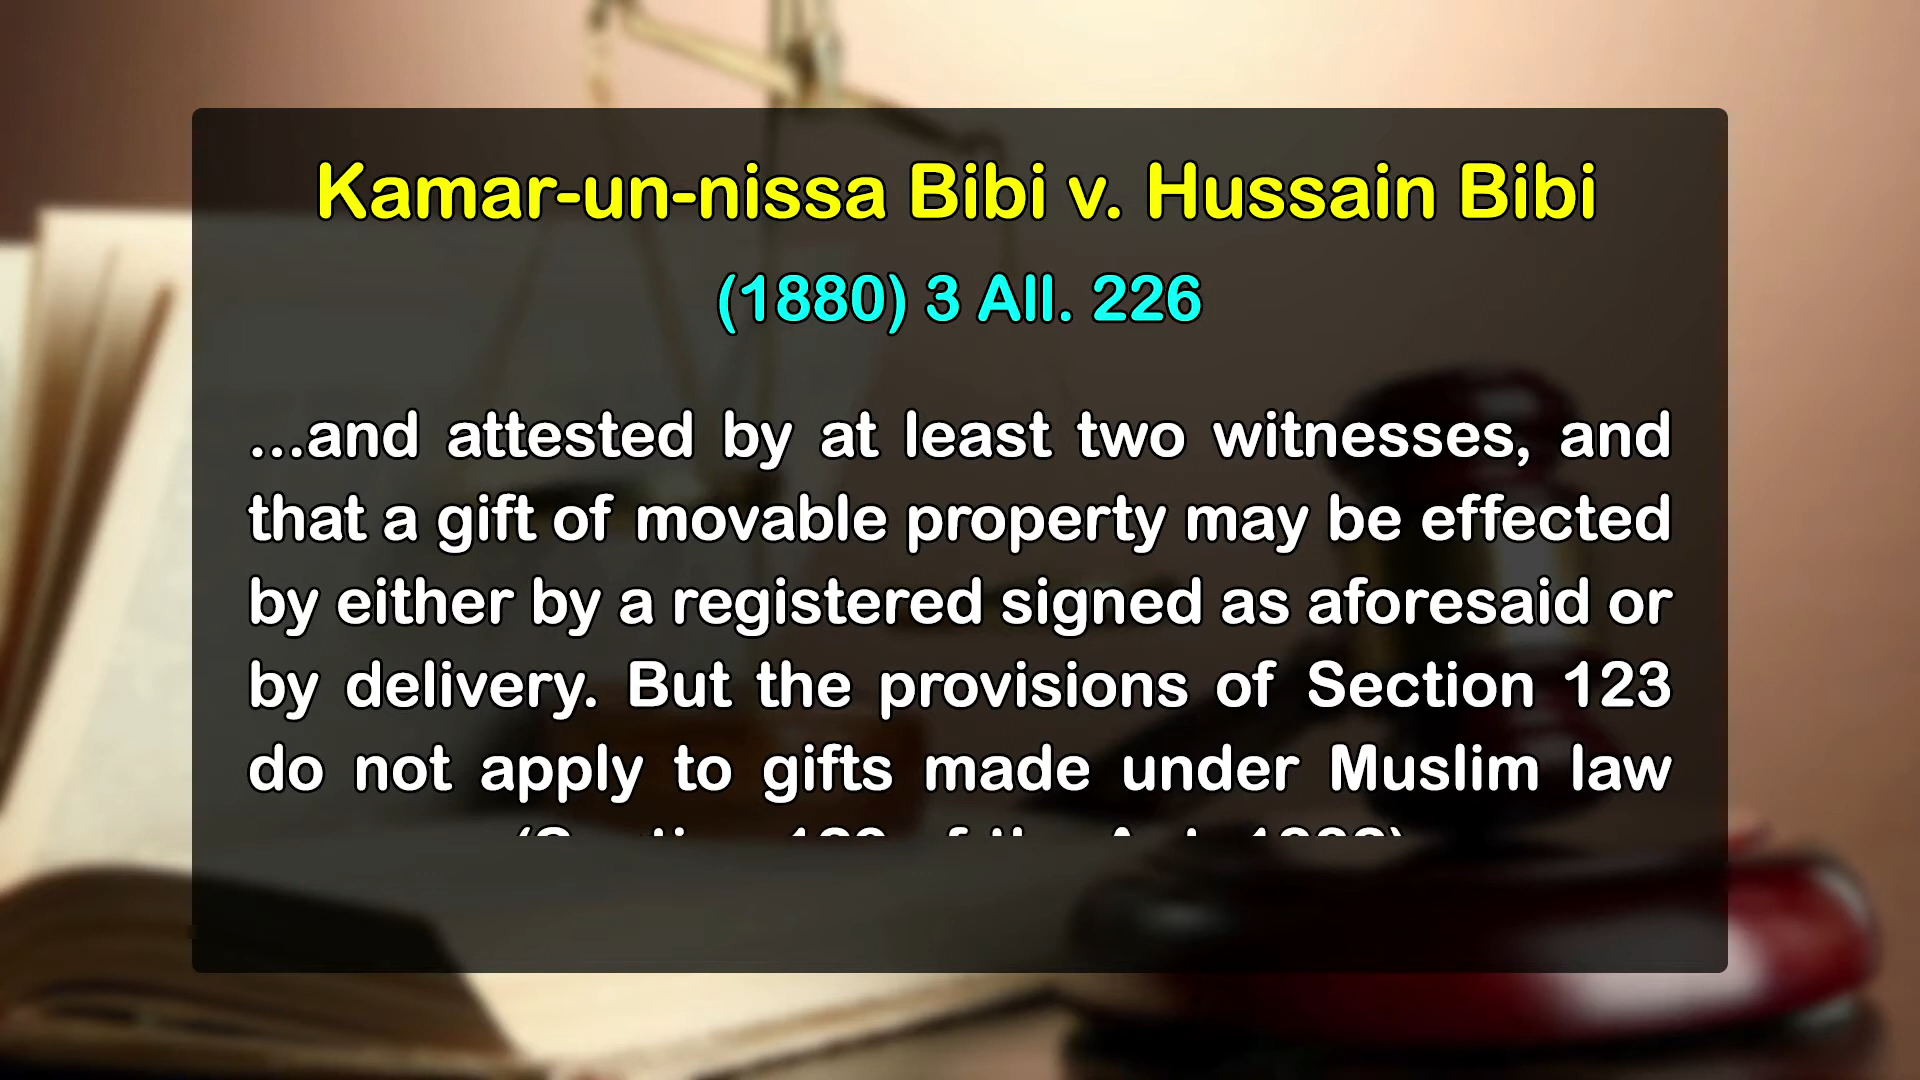 Kamar-un-nissa Bibi v. Hussain Bibi
(1880) 3 All. 226
...and attested by at least two witnesses, and
that a gift of movable property may be effected
by either by a registered signed as aforesaid or
by delivery. But the provisions of Section 123
do not apply to gifts made under Muslim law